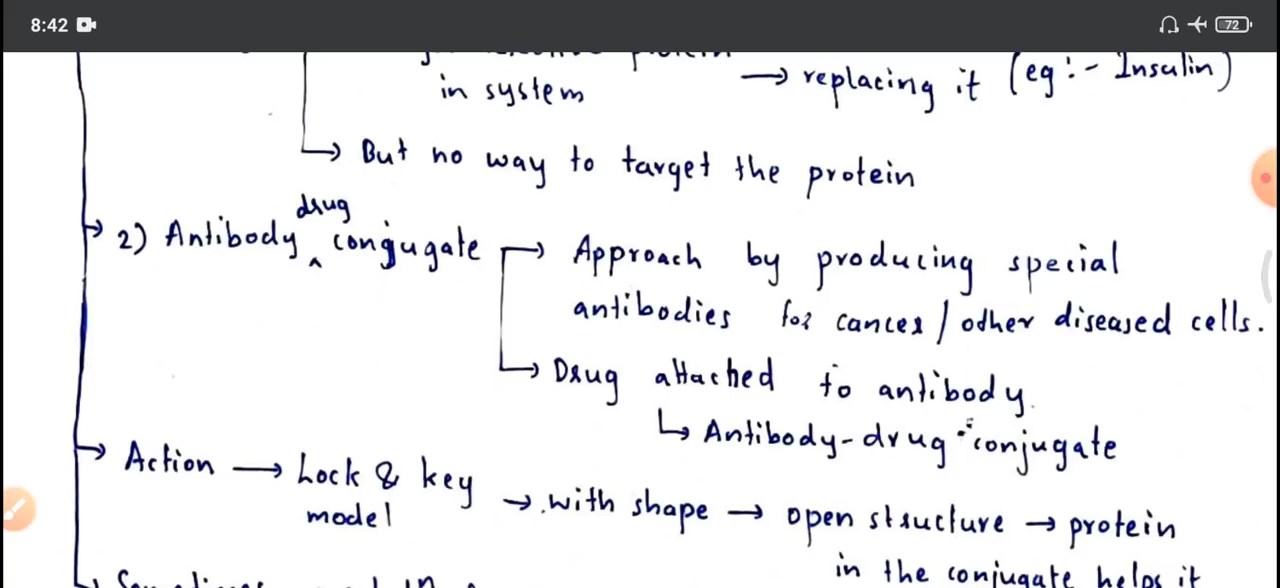 8:42
72
in system → replacing it (eg:- Insulin)
→ But no way to target the protein
drug
→ 2) Antibody ^ conjugate → Approach by producing special
antibodies for cancer / other diseased cells.
→ Drug attached to antibody.
↳ Antibody-drug-conjugate
→ Action → Lock & key → with shape → open structure → protein
model
in the conjugate helps it